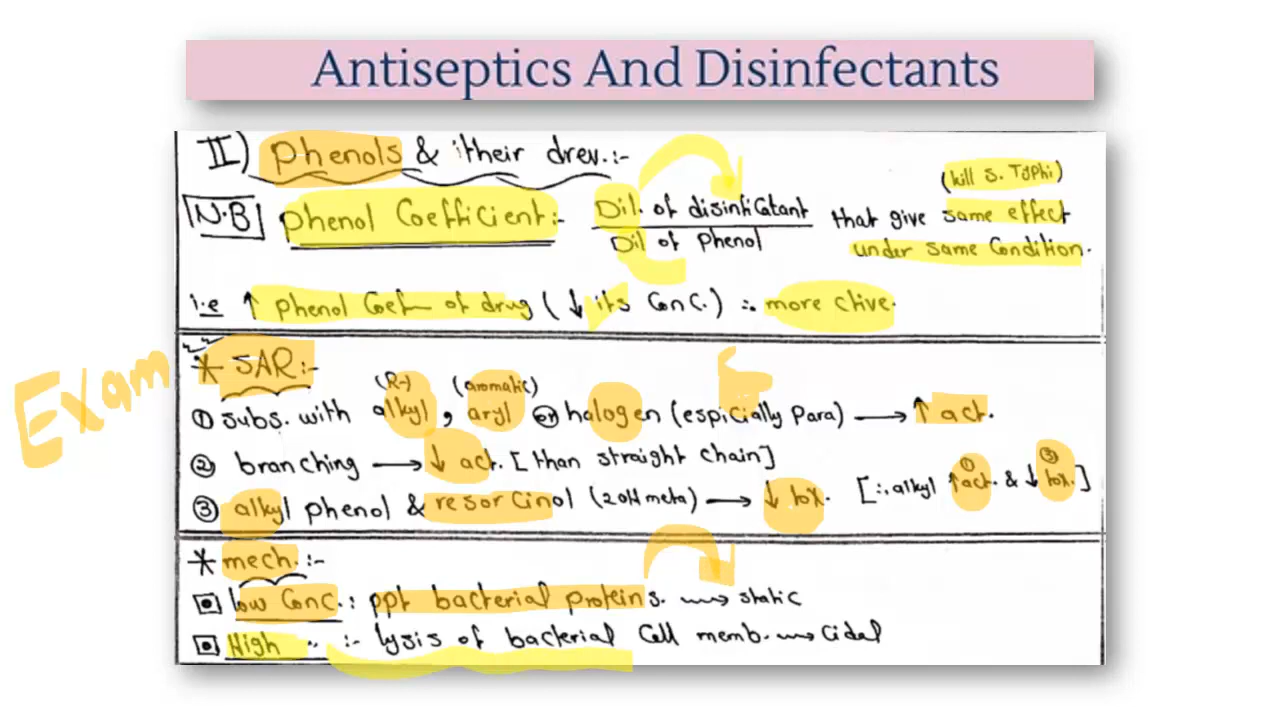 Antiseptics And Disinfectants
II) phenols & their drev.:-
(kill S. Typhi)
N.B phenol Coefficient:- Dil. of disinficatant / Dil of Phenol that give same effect under same Condition.
i.e ↑ phenol Coef of drug (↓ its Conc.) ∴ more ctive.
Exam
* SAR:-
(R-) (aromatic)
① subs. with alkyl, aryl or halogen (espicially Para) → ↑ act.
② branching → ↓ act. [than straight chain]
③ alkyl phenol & resorcinol (2OH meta) → ↓ tox. [∴ alkyl ↑ ① act. & ↓ ② tox.]
* mech.:-
low Conc.: ppt bacterial proteins. → static
High " :- lysis of bacterial Cell memb. → cidal